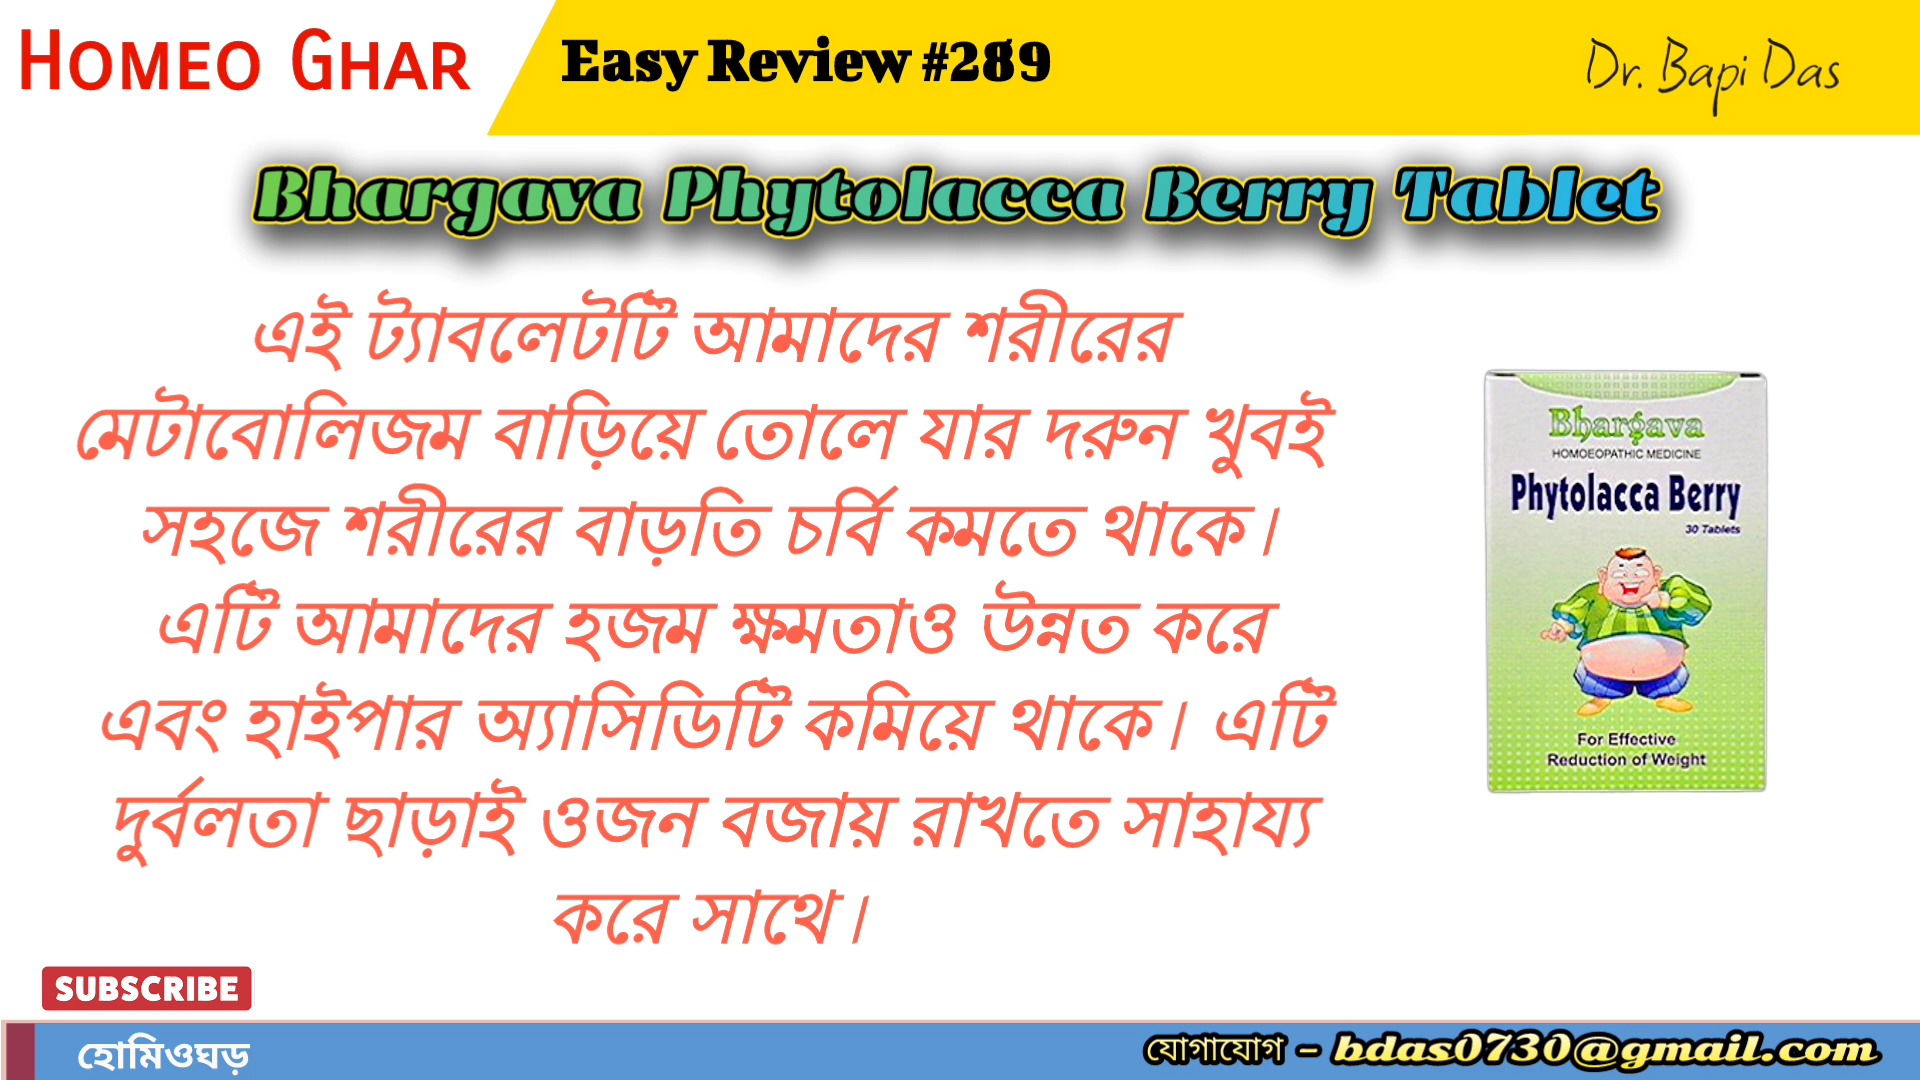 HOMEO GHAR
Easy Review #289
Dr. Bapi Das
Bhargava Phytolacca Berry Tablet
এই ট্যাবলেটটি আমাদের শরীরের
মেটাবোলিজম বাড়িয়ে তোলে যার দরুন খুবই
সহজে শরীরের বাড়তি চর্বি কমতে থাকে।
এটি আমাদের হজম ক্ষমতাও উন্নত করে
এবং হাইপার অ্যাসিডিটি কমিয়ে থাকে। এটি
দুর্বলতা ছাড়াই ওজন বজায় রাখতে সাহায্য
করে সাথে।
Bhargava
HOMOEOPATHIC MEDICINE
Phytolacca Berry
30 Tablets
For Effective
Reduction of Weight
SUBSCRIBE
হোমিওঘড়
যোগাযোগ - bdas0730@gmail.com